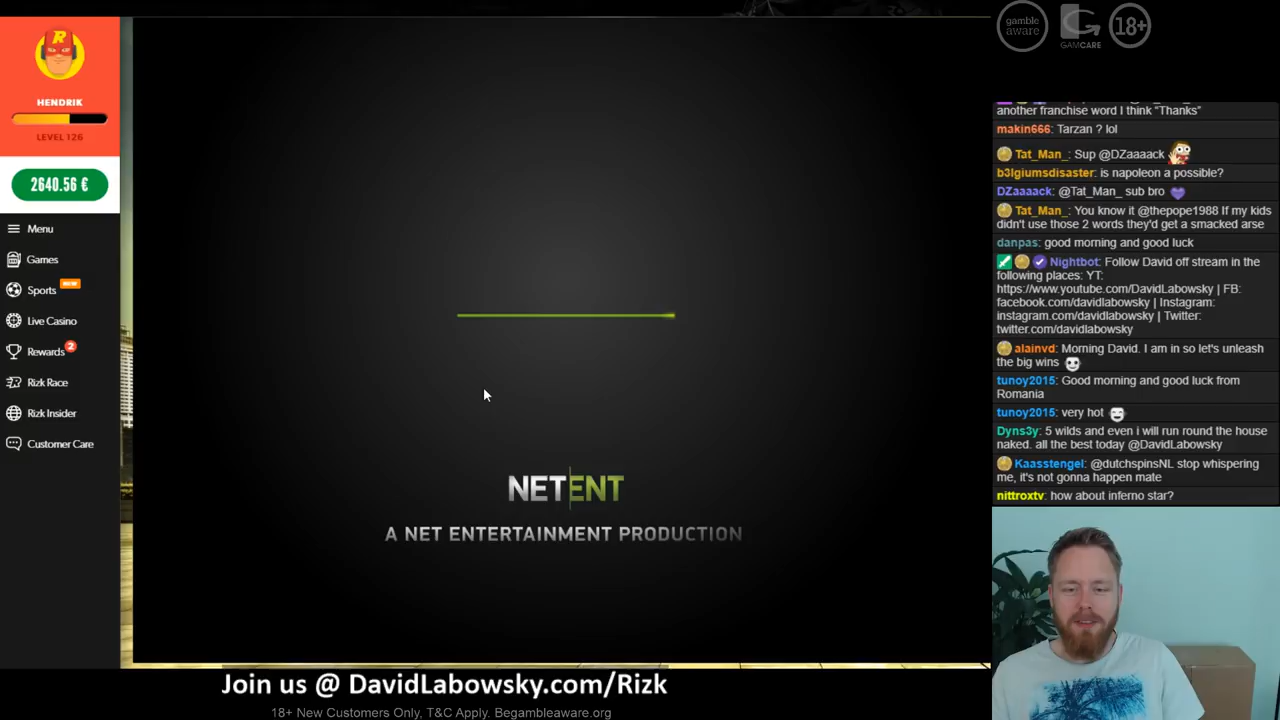 R
HENDRIK
LEVEL 126
2640.56 €
Menu
Games
Sports NEW
Live Casino
Rewards 2
Rizk Race
Rizk Insider
Customer Care
NETENT
A NET ENTERTAINMENT PRODUCTION
Join us @ DavidLabowsky.com/Rizk
18+ New Customers Only, T&C Apply. Begambleaware.org
gamble
aware
GAMCARE
18+
another franchise word I think “Thanks”
makin666: Tarzan ? lol
Tat_Man_: Sup @DZaaaack
b3lgiumsdisaster: is napoleon a possible?
DZaaaack: @Tat_Man_ sub bro
Tat_Man_: You know it @thepope1988 If my kids
didn't use those 2 words they'd get a smacked arse
danpas: good morning and good luck
Nightbot: Follow David off stream in the
following places: YT:
https://www.youtube.com/DavidLabowsky | FB:
facebook.com/davidlabowsky | Instagram:
instagram.com/davidlabowsky | Twitter:
twitter.com/davidlabowsky
alainvd: Morning David. I am in so let's unleash
the big wins
tunoy2015: Good morning and good luck from
Romania
tunoy2015: very hot
Dyns3y: 5 wilds and even i will run round the house
naked. all the best today @DavidLabowsky
Kaasstengel: @dutchspinsNL stop whispering
me, it's not gonna happen mate
nittroxtv: how about inferno star?